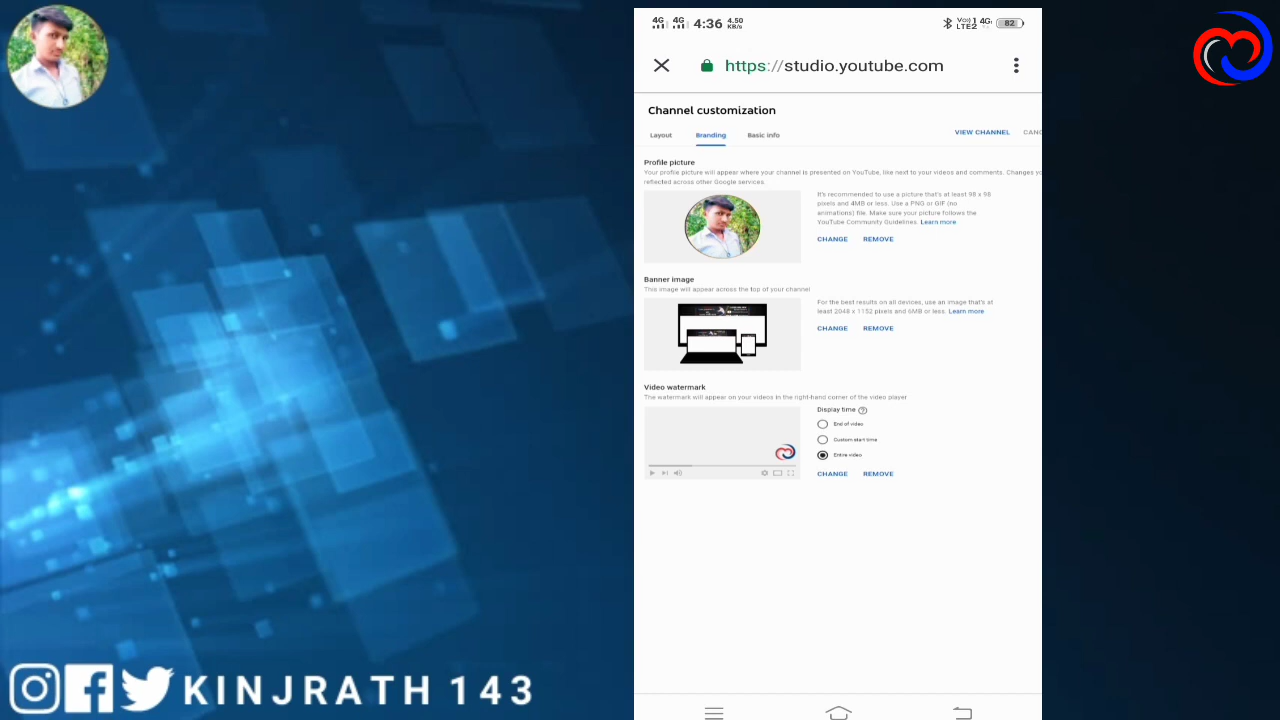 4G 4G 4:36 4.50 KB/s
Vo)) 1 LTE2 4G 82
https://studio.youtube.com
Channel customization
Layout Branding Basic info VIEW CHANNEL CANC
Profile picture
Your profile picture will appear where your channel is presented on YouTube, like next to your videos and comments. Changes yo
reflected across other Google services.
It's recommended to use a picture that's at least 98 x 98
pixels and 4MB or less. Use a PNG or GIF (no
animations) file. Make sure your picture follows the
YouTube Community Guidelines. Learn more
CHANGE REMOVE
Banner image
This image will appear across the top of your channel
For the best results on all devices, use an image that's at
least 2048 x 1152 pixels and 6MB or less. Learn more
CHANGE REMOVE
Video watermark
The watermark will appear on your videos in the right-hand corner of the video player
Display time
End of video
Custom start time
Entire video
CHANGE REMOVE
KINJRATH 143